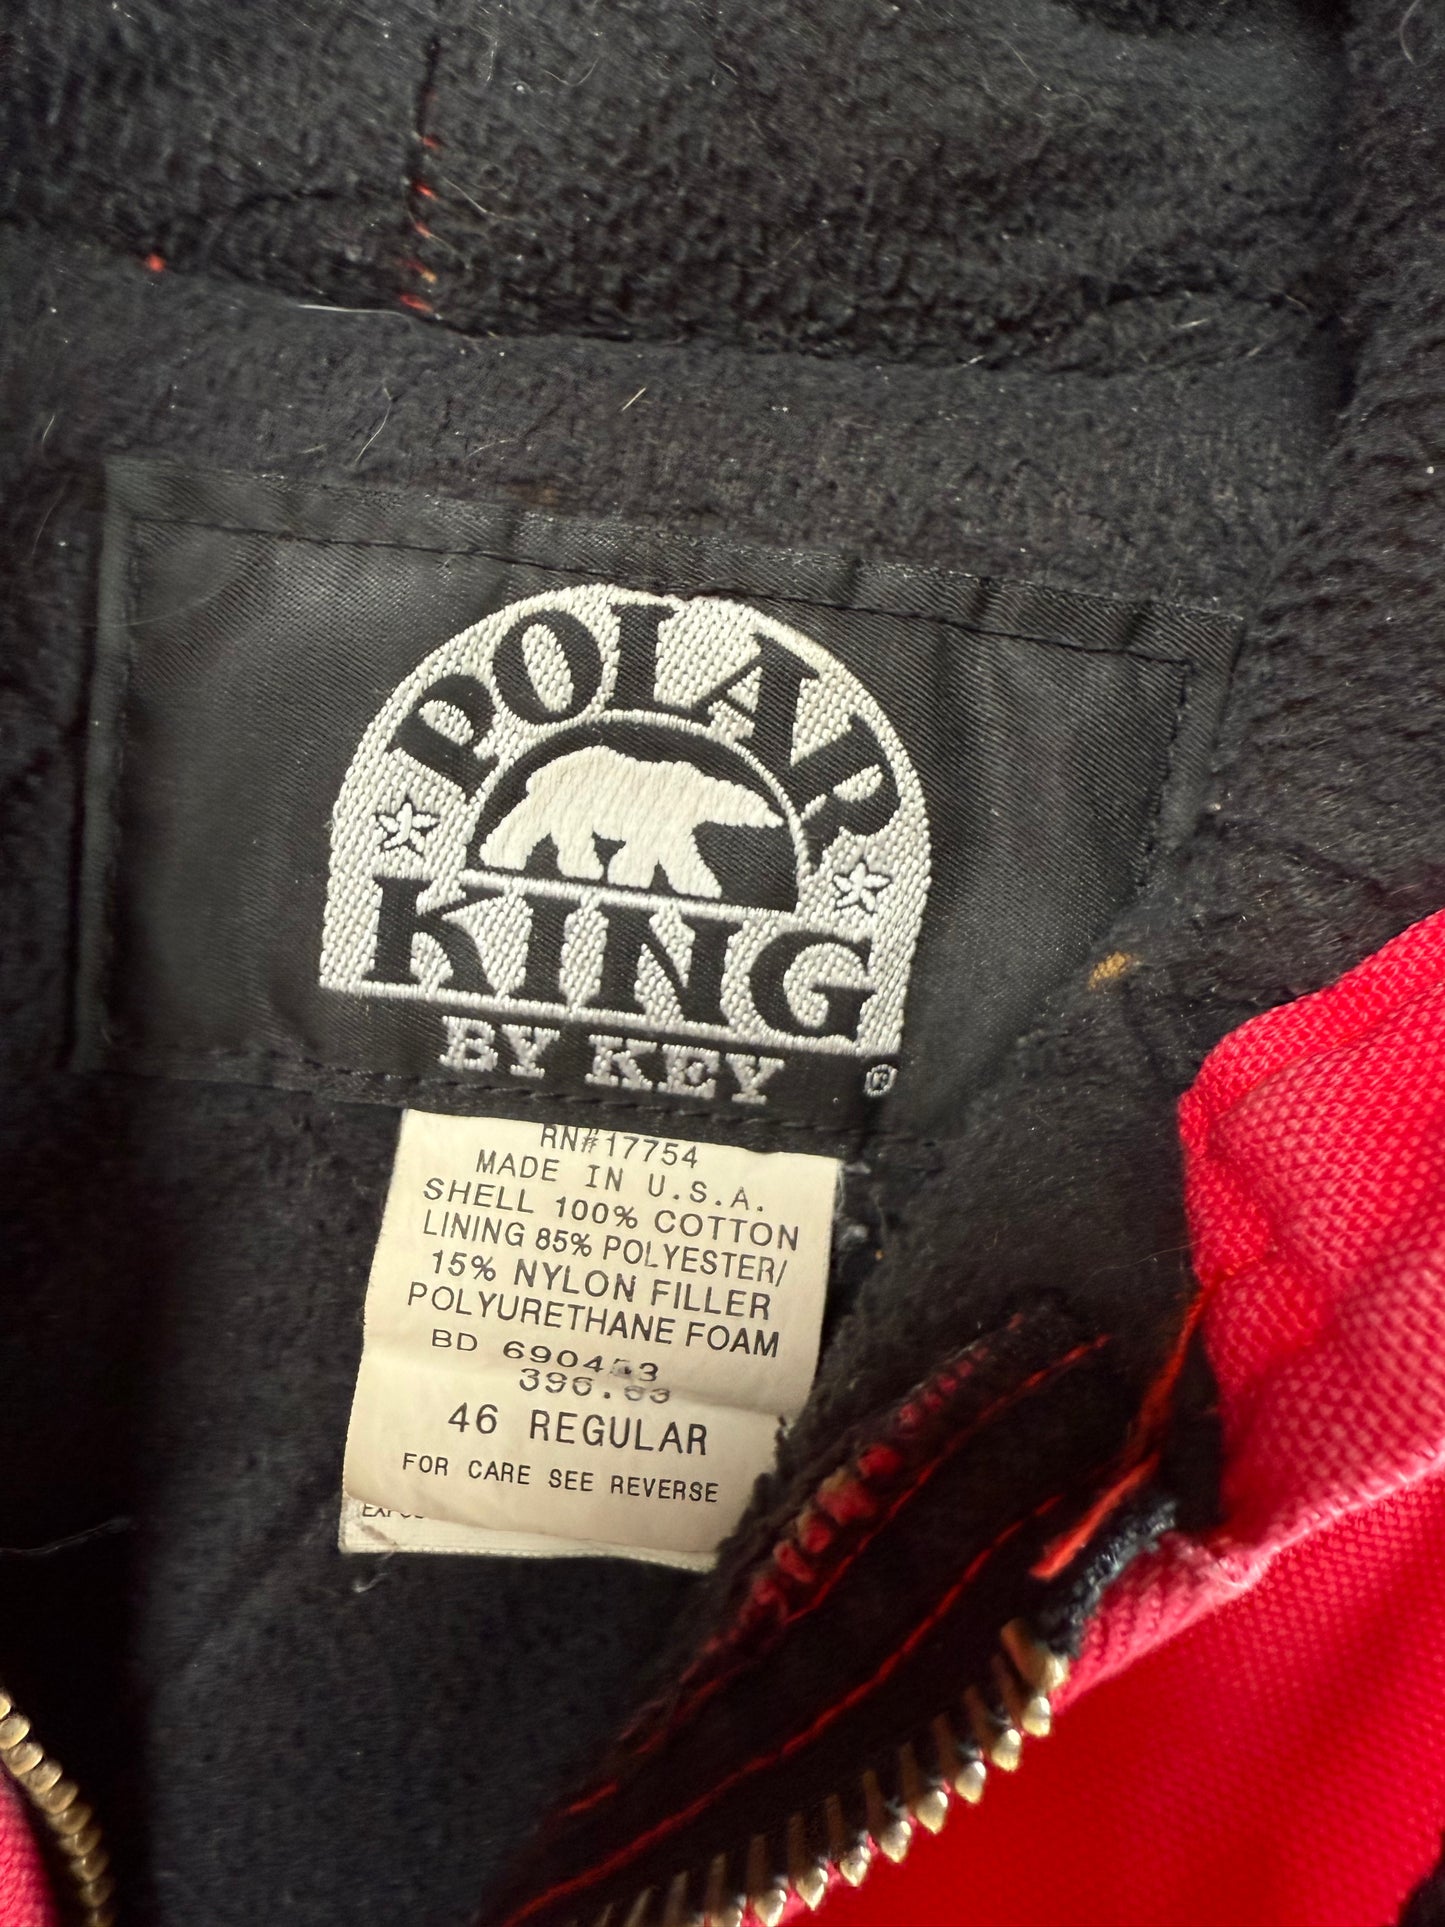 POLAR
KING
BY KEY ®
RN#17754
MADE IN U.S.A.
SHELL 100% COTTON
LINING 85% POLYESTER/
15% NYLON FILLER
POLYURETHANE FOAM
BD
46 REGULAR
FOR CARE SEE REVERSE